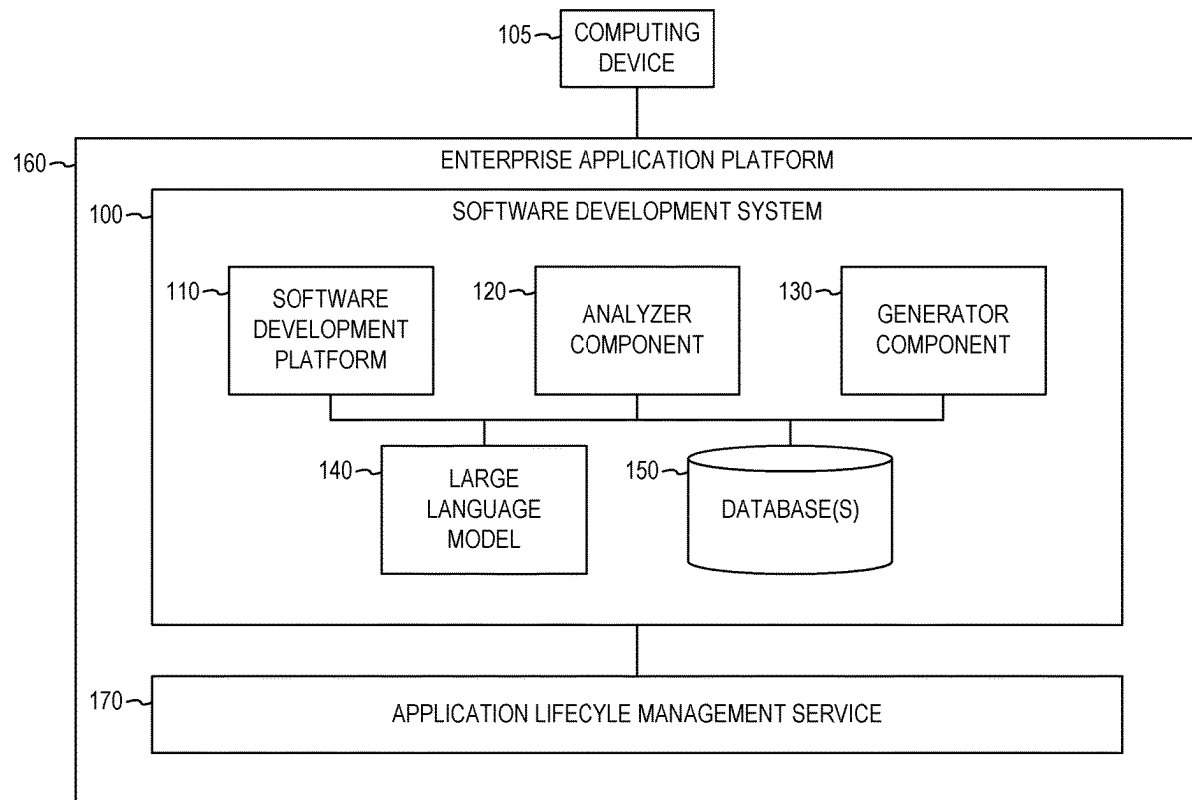 105
COMPUTING
DEVICE
160
ENTERPRISE APPLICATION PLATFORM
100
SOFTWARE DEVELOPMENT SYSTEM
110
SOFTWARE
DEVELOPMENT
PLATFORM
120
ANALYZER
COMPONENT
130
GENERATOR
COMPONENT
140
LARGE
LANGUAGE
MODEL
150
DATABASE(S)
170
APPLICATION LIFECYLE MANAGEMENT SERVICE